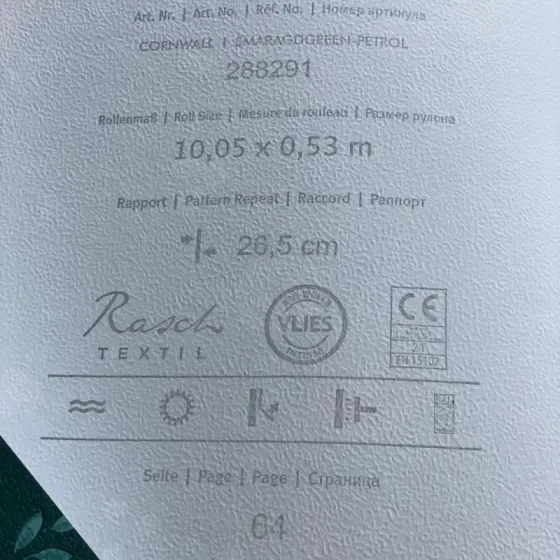 Art. Nr. | Art. No. | Réf. No. | Номер артикула
CORNWALL | SMARAGDGREEN-PETROL
288291
Rollenmaß | Roll Size | Mesure du rouleau | Размер рулона
10,05 x 0,53 m
Rapport | Pattern Repeat | Raccord | Раппорт
26,5 cm
Rasch
TEXTIL
VLIES
CE
21
EN 15102
Seite | Page | Page | Страница
64